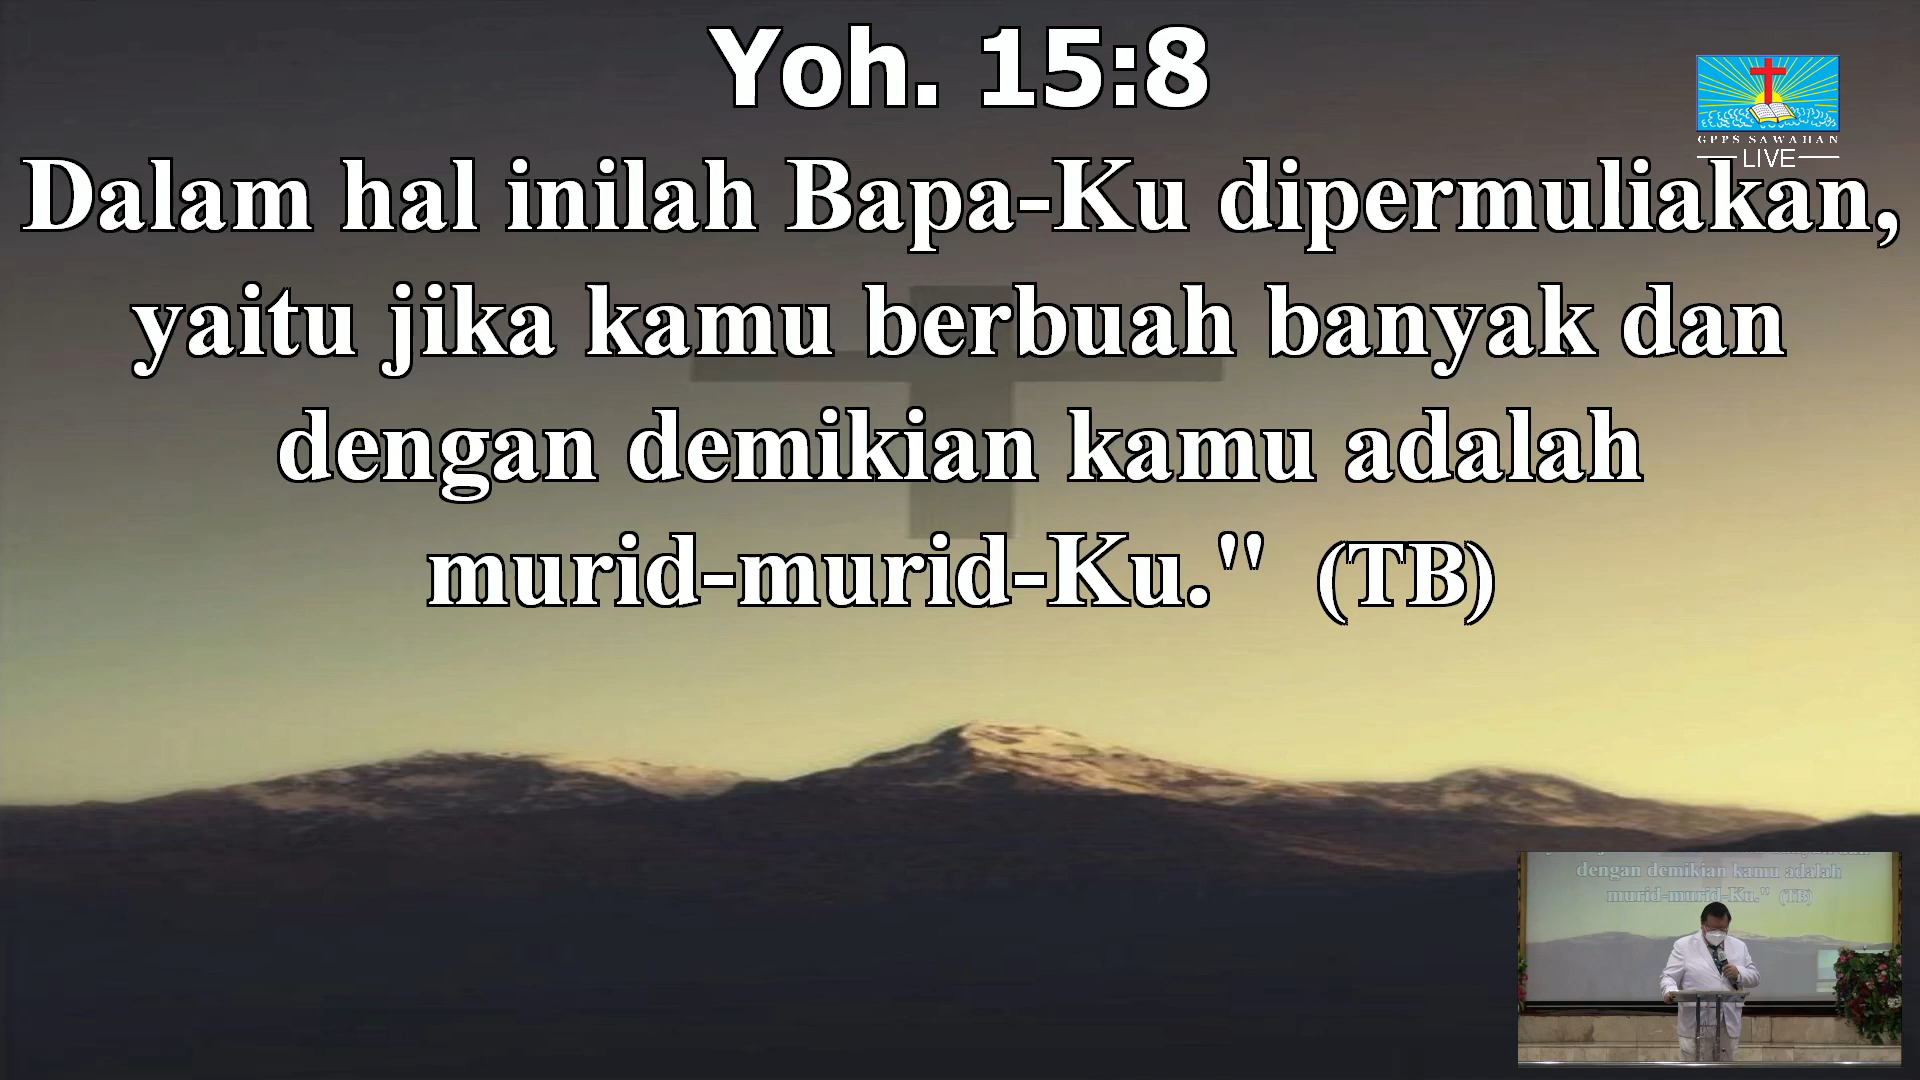 Yoh. 15:8
GPPS SAWAHAN
LIVE
Dalam hal inilah Bapa-Ku dipermuliakan,
yaitu jika kamu berbuah banyak dan
dengan demikian kamu adalah
murid-murid-Ku." (TB)
dengan demikian kamu adalah
murid-murid-Ku." (TB)